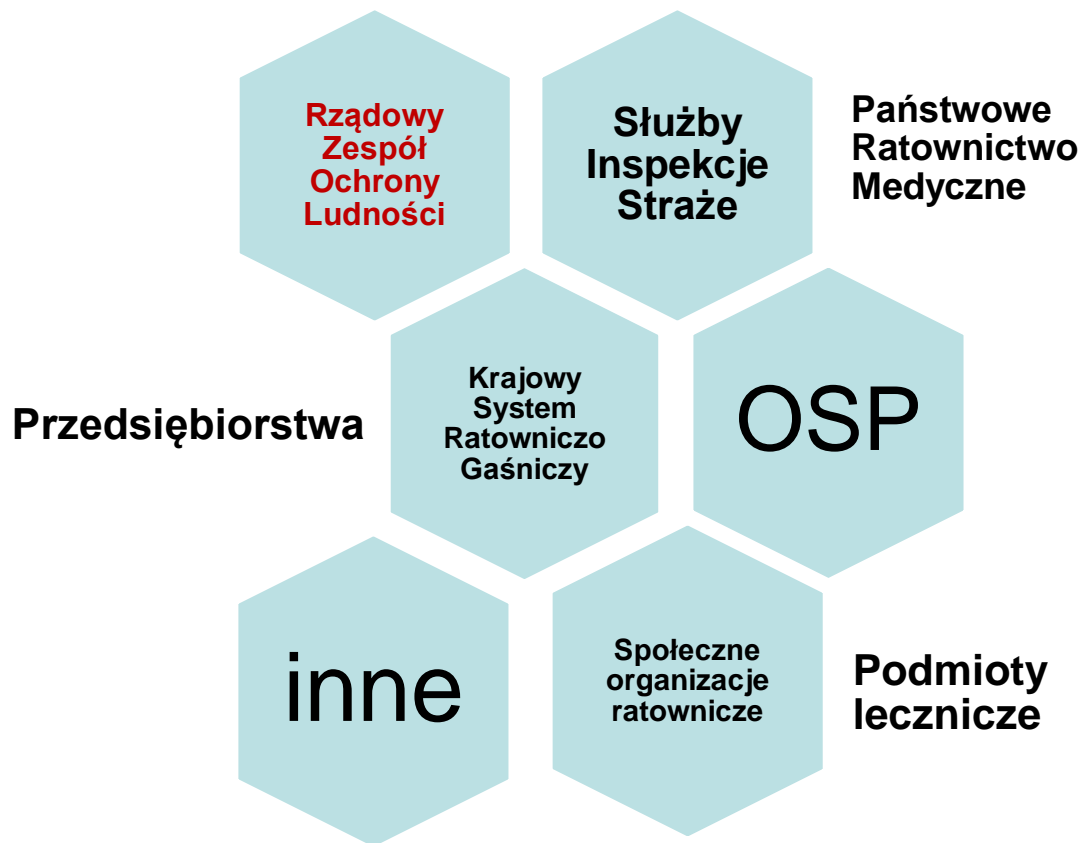 Rządowy
Zespół
Ochrony
Ludności
Służby
Inspekcje
Straże
Państwowe
Ratownictwo
Medyczne
Przedsiębiorstwa
Krajowy
System
Ratowniczo
Gaśniczy
OSP
inne
Społeczne
organizacje
ratownicze
Podmioty
lecznicze